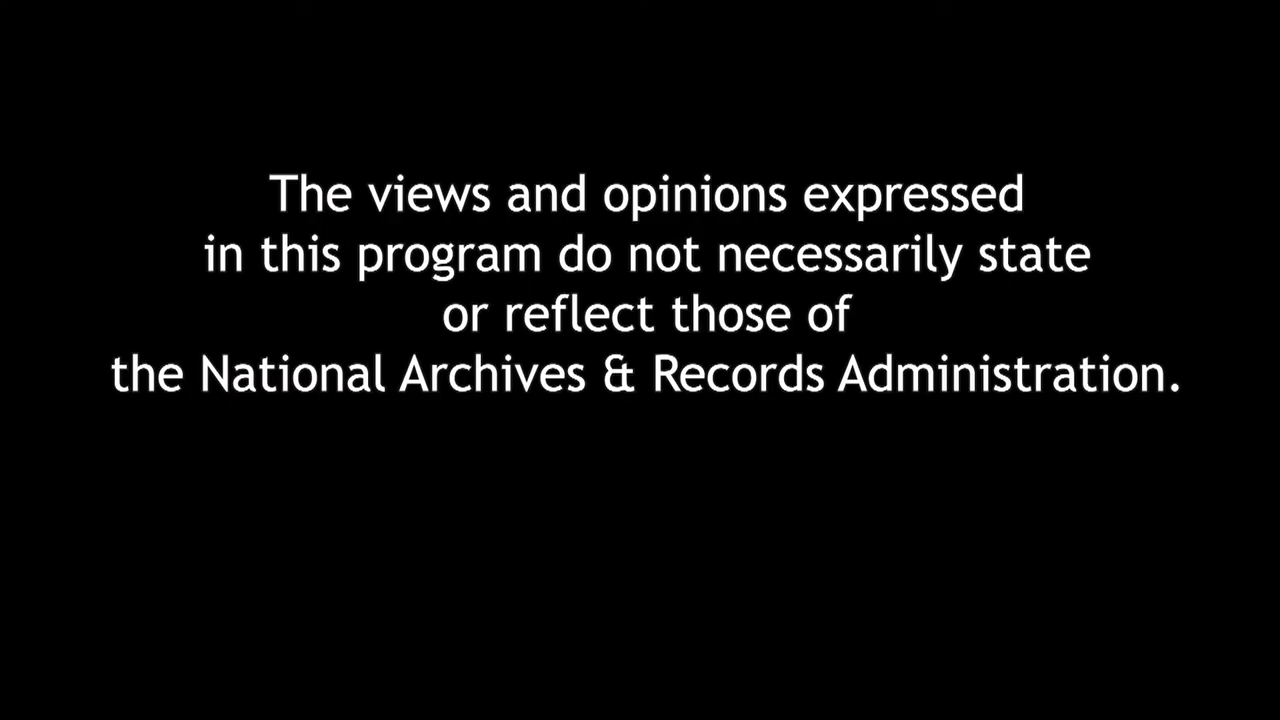 The views and opinions expressed
in this program do not necessarily state
or reflect those of
the National Archives & Records Administration.